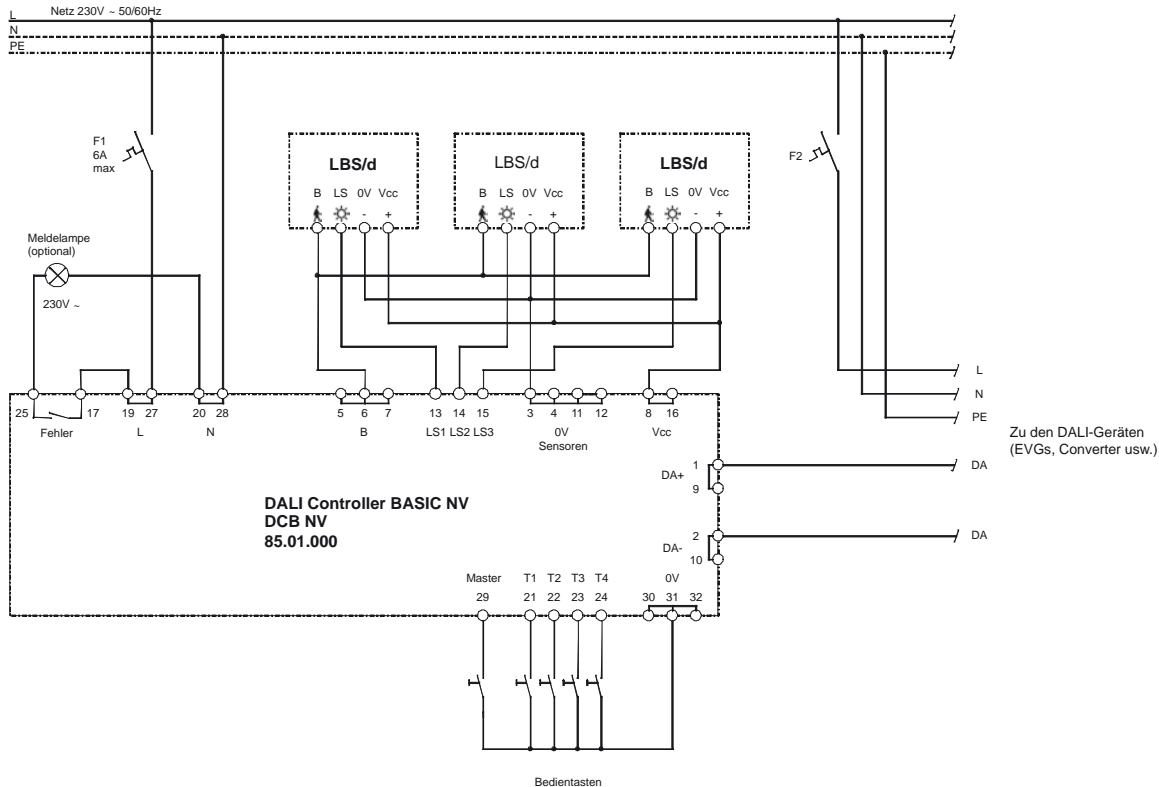 L Netz 230V ~ 50/60Hz
N
PE
F1
6A
max
F2
LBS/d LBS/d LBS/d
B LS 0V Vcc B LS 0V Vcc B LS 0V Vcc
- + - + - +
Meldelampe
(optional)
230V ~
L
N
PE
Zu den DALI-Geräten
(EVGs, Converter usw.)
25 17 19 27 20 28 5 6 7 13 14 15 3 4 11 12 8 16
Fehler L N B LS1 LS2 LS3 0V Vcc
Sensoren
1 DA
DA+
9
DALI Controller BASIC NV
DCB NV
85.01.000
2 DA
DA-
10
Master T1 T2 T3 T4 0V
29 21 22 23 24 30 31 32
Bedientasten